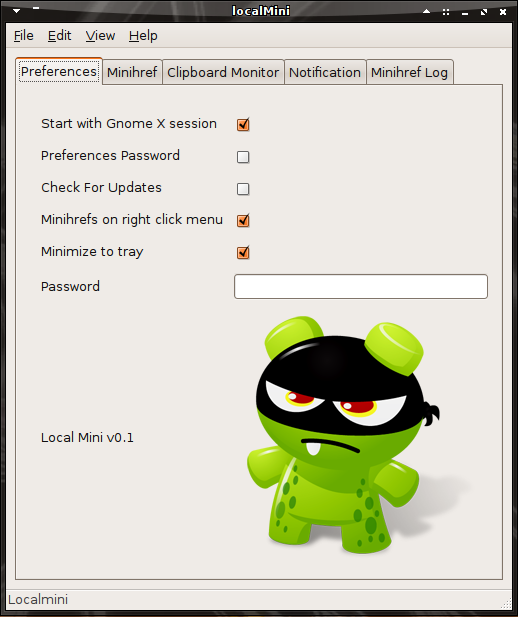 localMini
File Edit View Help
Preferences Minihref Clipboard Monitor Notification Minihref Log
Start with Gnome X session
Preferences Password
Check For Updates
Minihrefs on right click menu
Minimize to tray
Password
Local Mini v0.1
Localmini